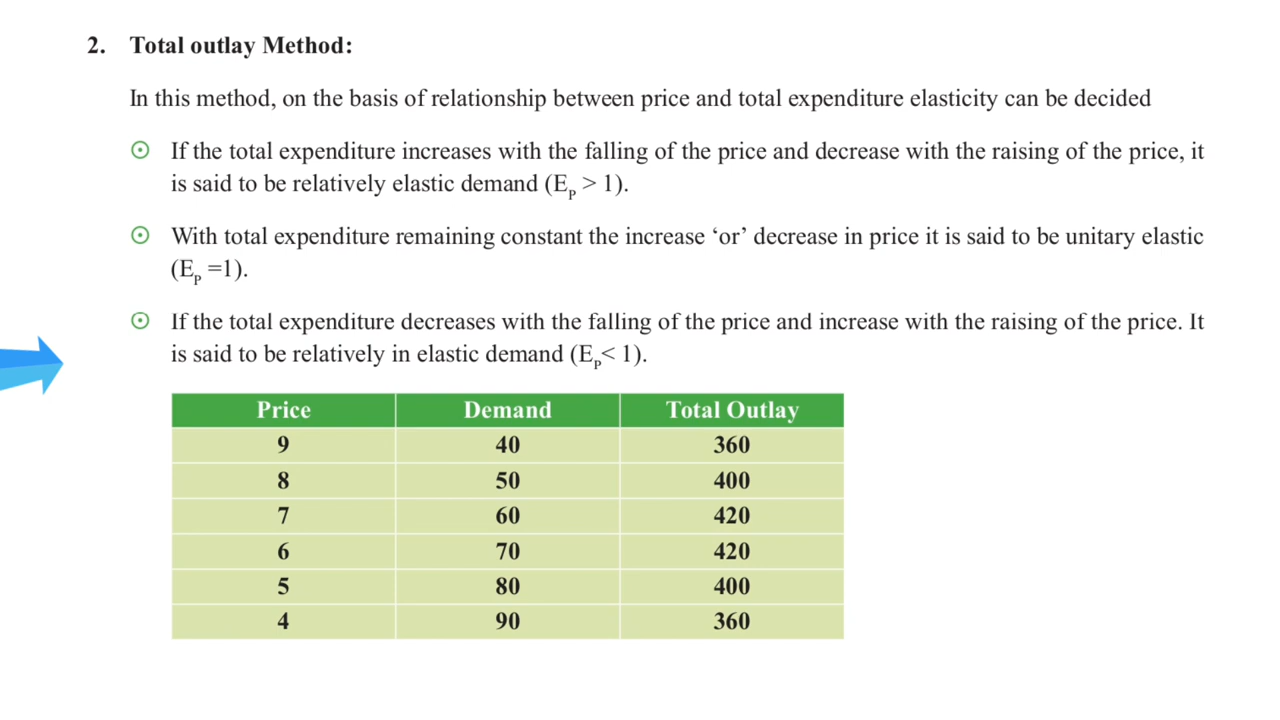 2. Total outlay Method:
In this method, on the basis of relationship between price and total expenditure elasticity can be decided
If the total expenditure increases with the falling of the price and decrease with the raising of the price, it
is said to be relatively elastic demand (EP > 1).
With total expenditure remaining constant the increase ‘or’ decrease in price it is said to be unitary elastic
(EP =1).
If the total expenditure decreases with the falling of the price and increase with the raising of the price. It
is said to be relatively in elastic demand (EP< 1).
Price Demand Total Outlay
9 40 360
8 50 400
7 60 420
6 70 420
5 80 400
4 90 360